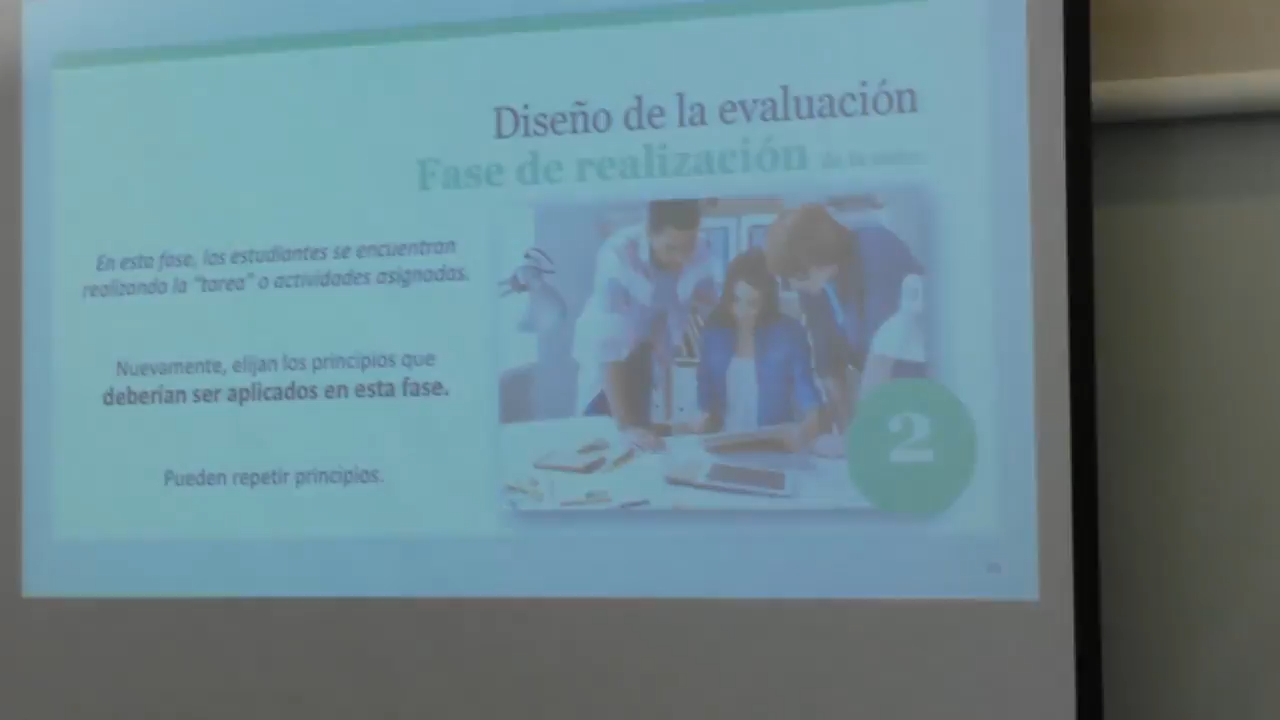 Diseño de la evaluación
Fase de realización
En esta fase, los estudiantes se encuentran
realizando la "tarea" o actividades asignadas.
Nuevamente, elijan los principios que
deberían ser aplicados en esta fase.
Pueden repetir principios.
2